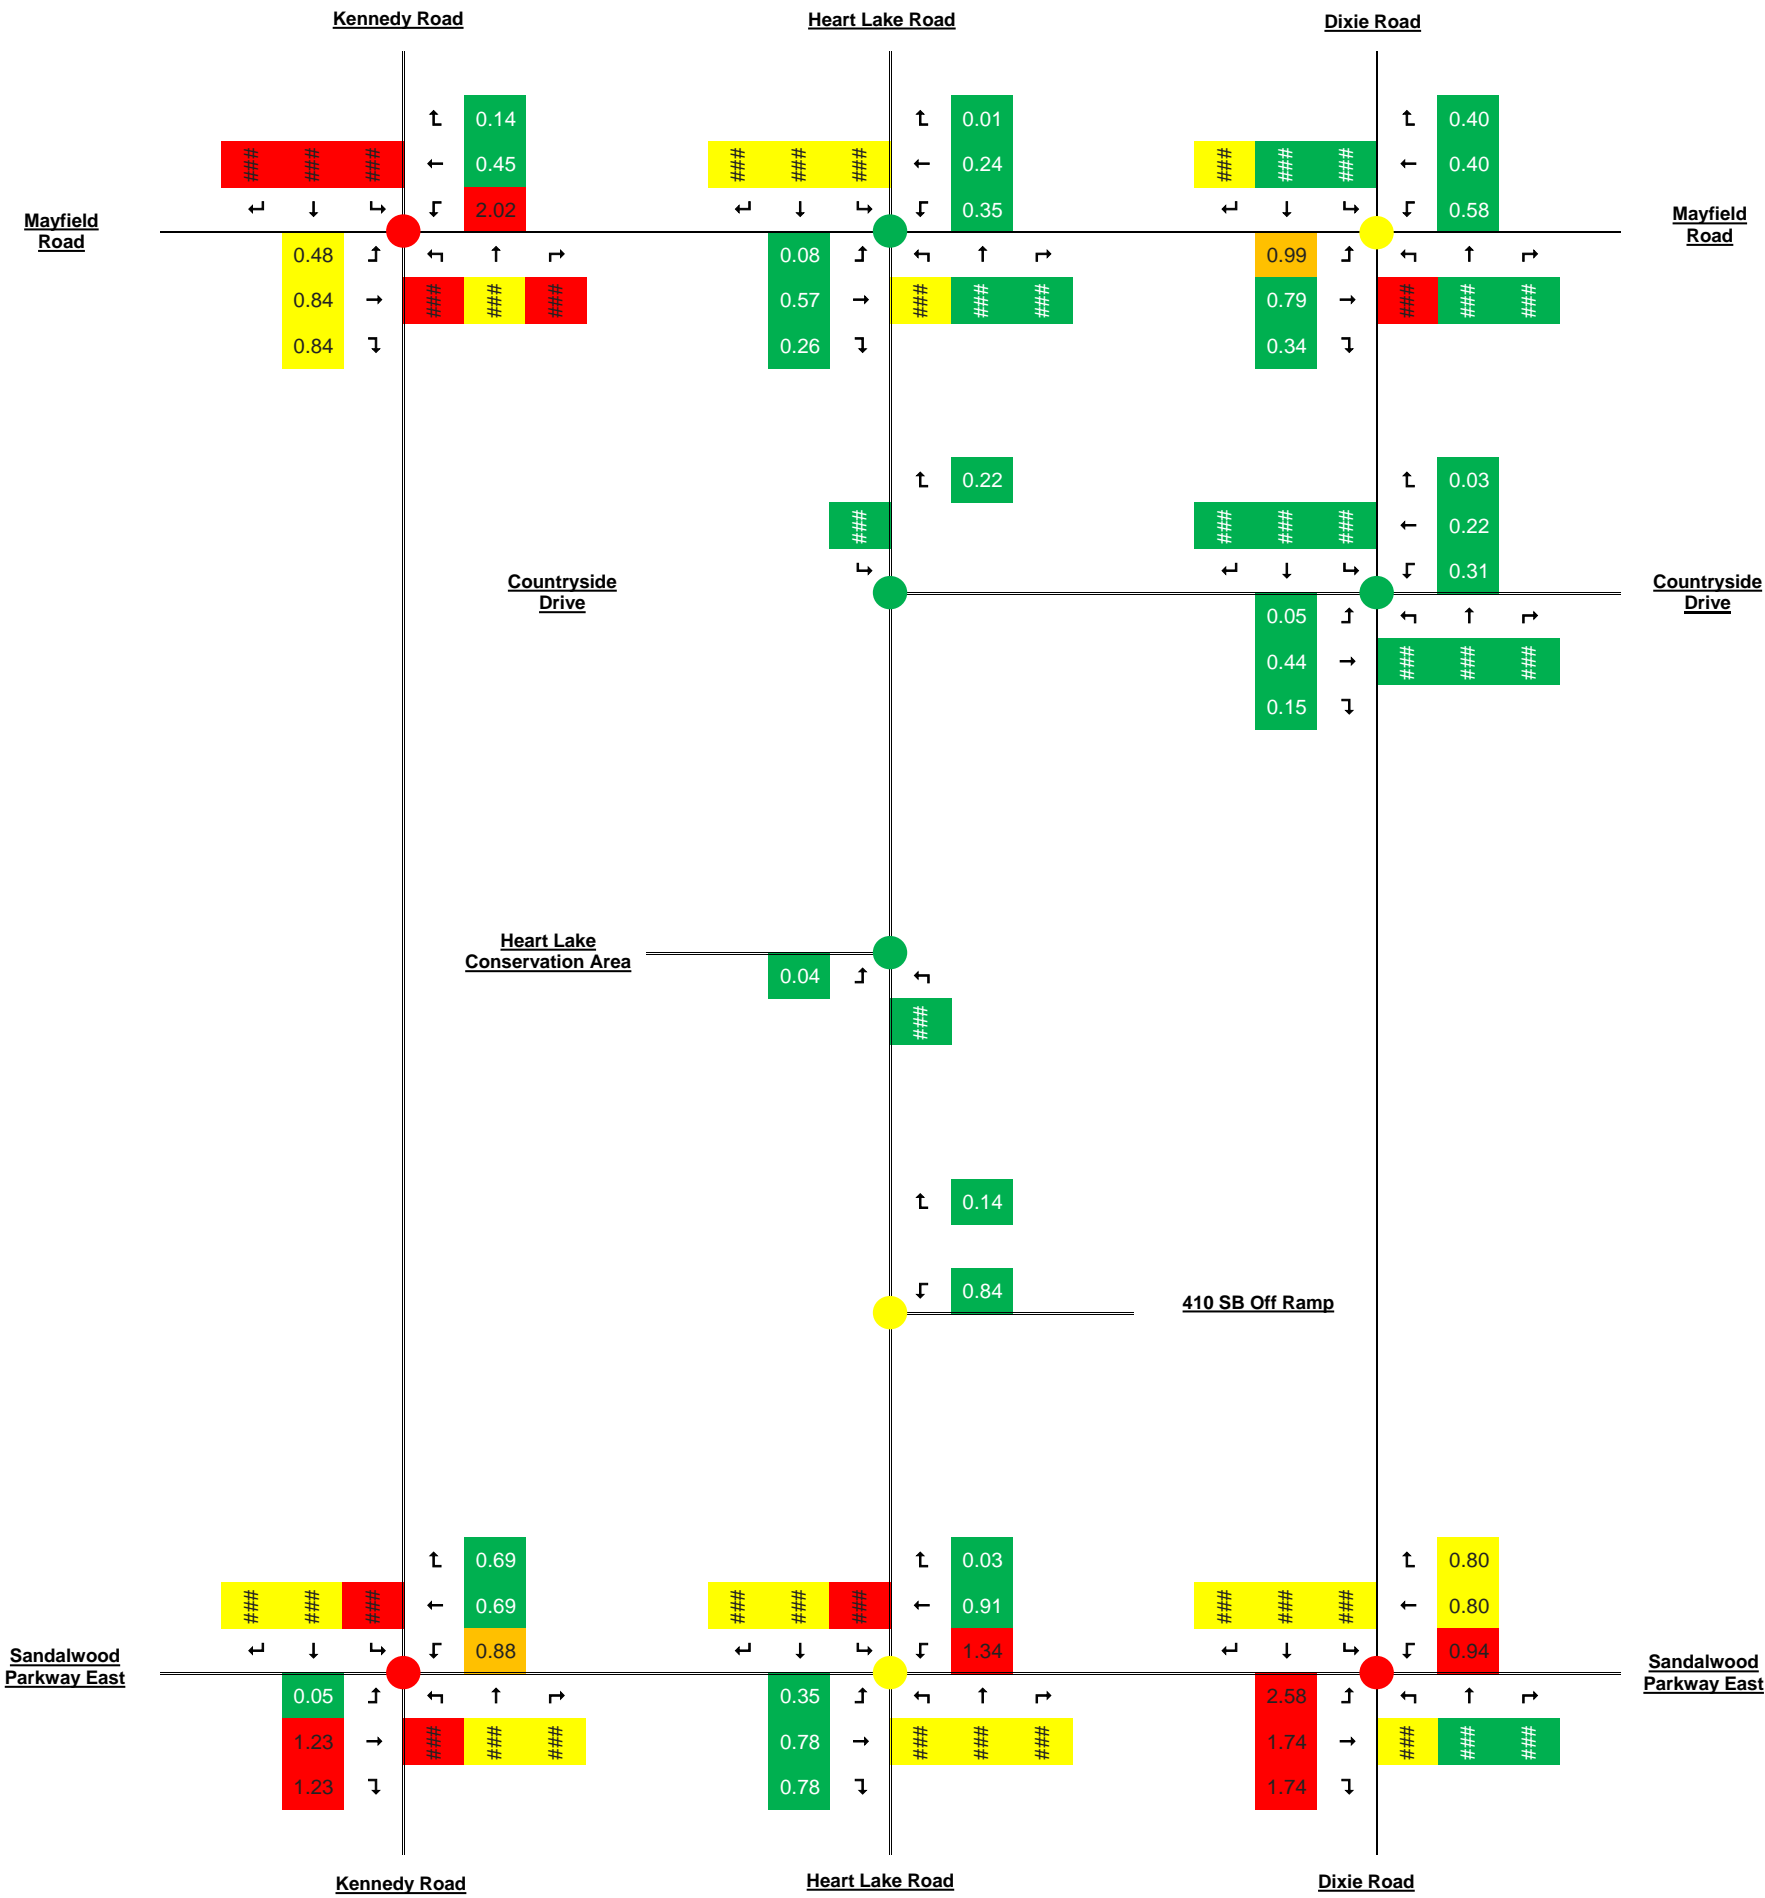 Kennedy Road
Heart Lake Road
Dixie Road
0.14
0.01
0.40
### ### ###
0.45
### ### ###
0.24
### ### ###
0.40
2.02
0.35
0.58
Mayfield
Road
Mayfield
Road
0.48
0.08
0.99
0.84
### ### ###
0.57
### ### ###
0.79
### ### ###
0.84
0.26
0.34
0.22
0.03
###
### ### ###
0.22
0.31
Countryside
Drive
Countryside
Drive
0.05
0.44
### ### ###
0.15
Heart Lake
Conservation Area
0.04
###
0.14
0.84
410 SB Off Ramp
0.69
0.03
0.80
### ### ###
0.69
### ### ###
0.91
### ### ###
0.80
0.88
1.34
0.94
Sandalwood
Parkway East
Sandalwood
Parkway East
0.05
0.35
2.58
1.23
### ### ###
0.78
### ### ###
1.74
### ### ###
1.23
0.78
1.74
Kennedy Road
Heart Lake Road
Dixie Road